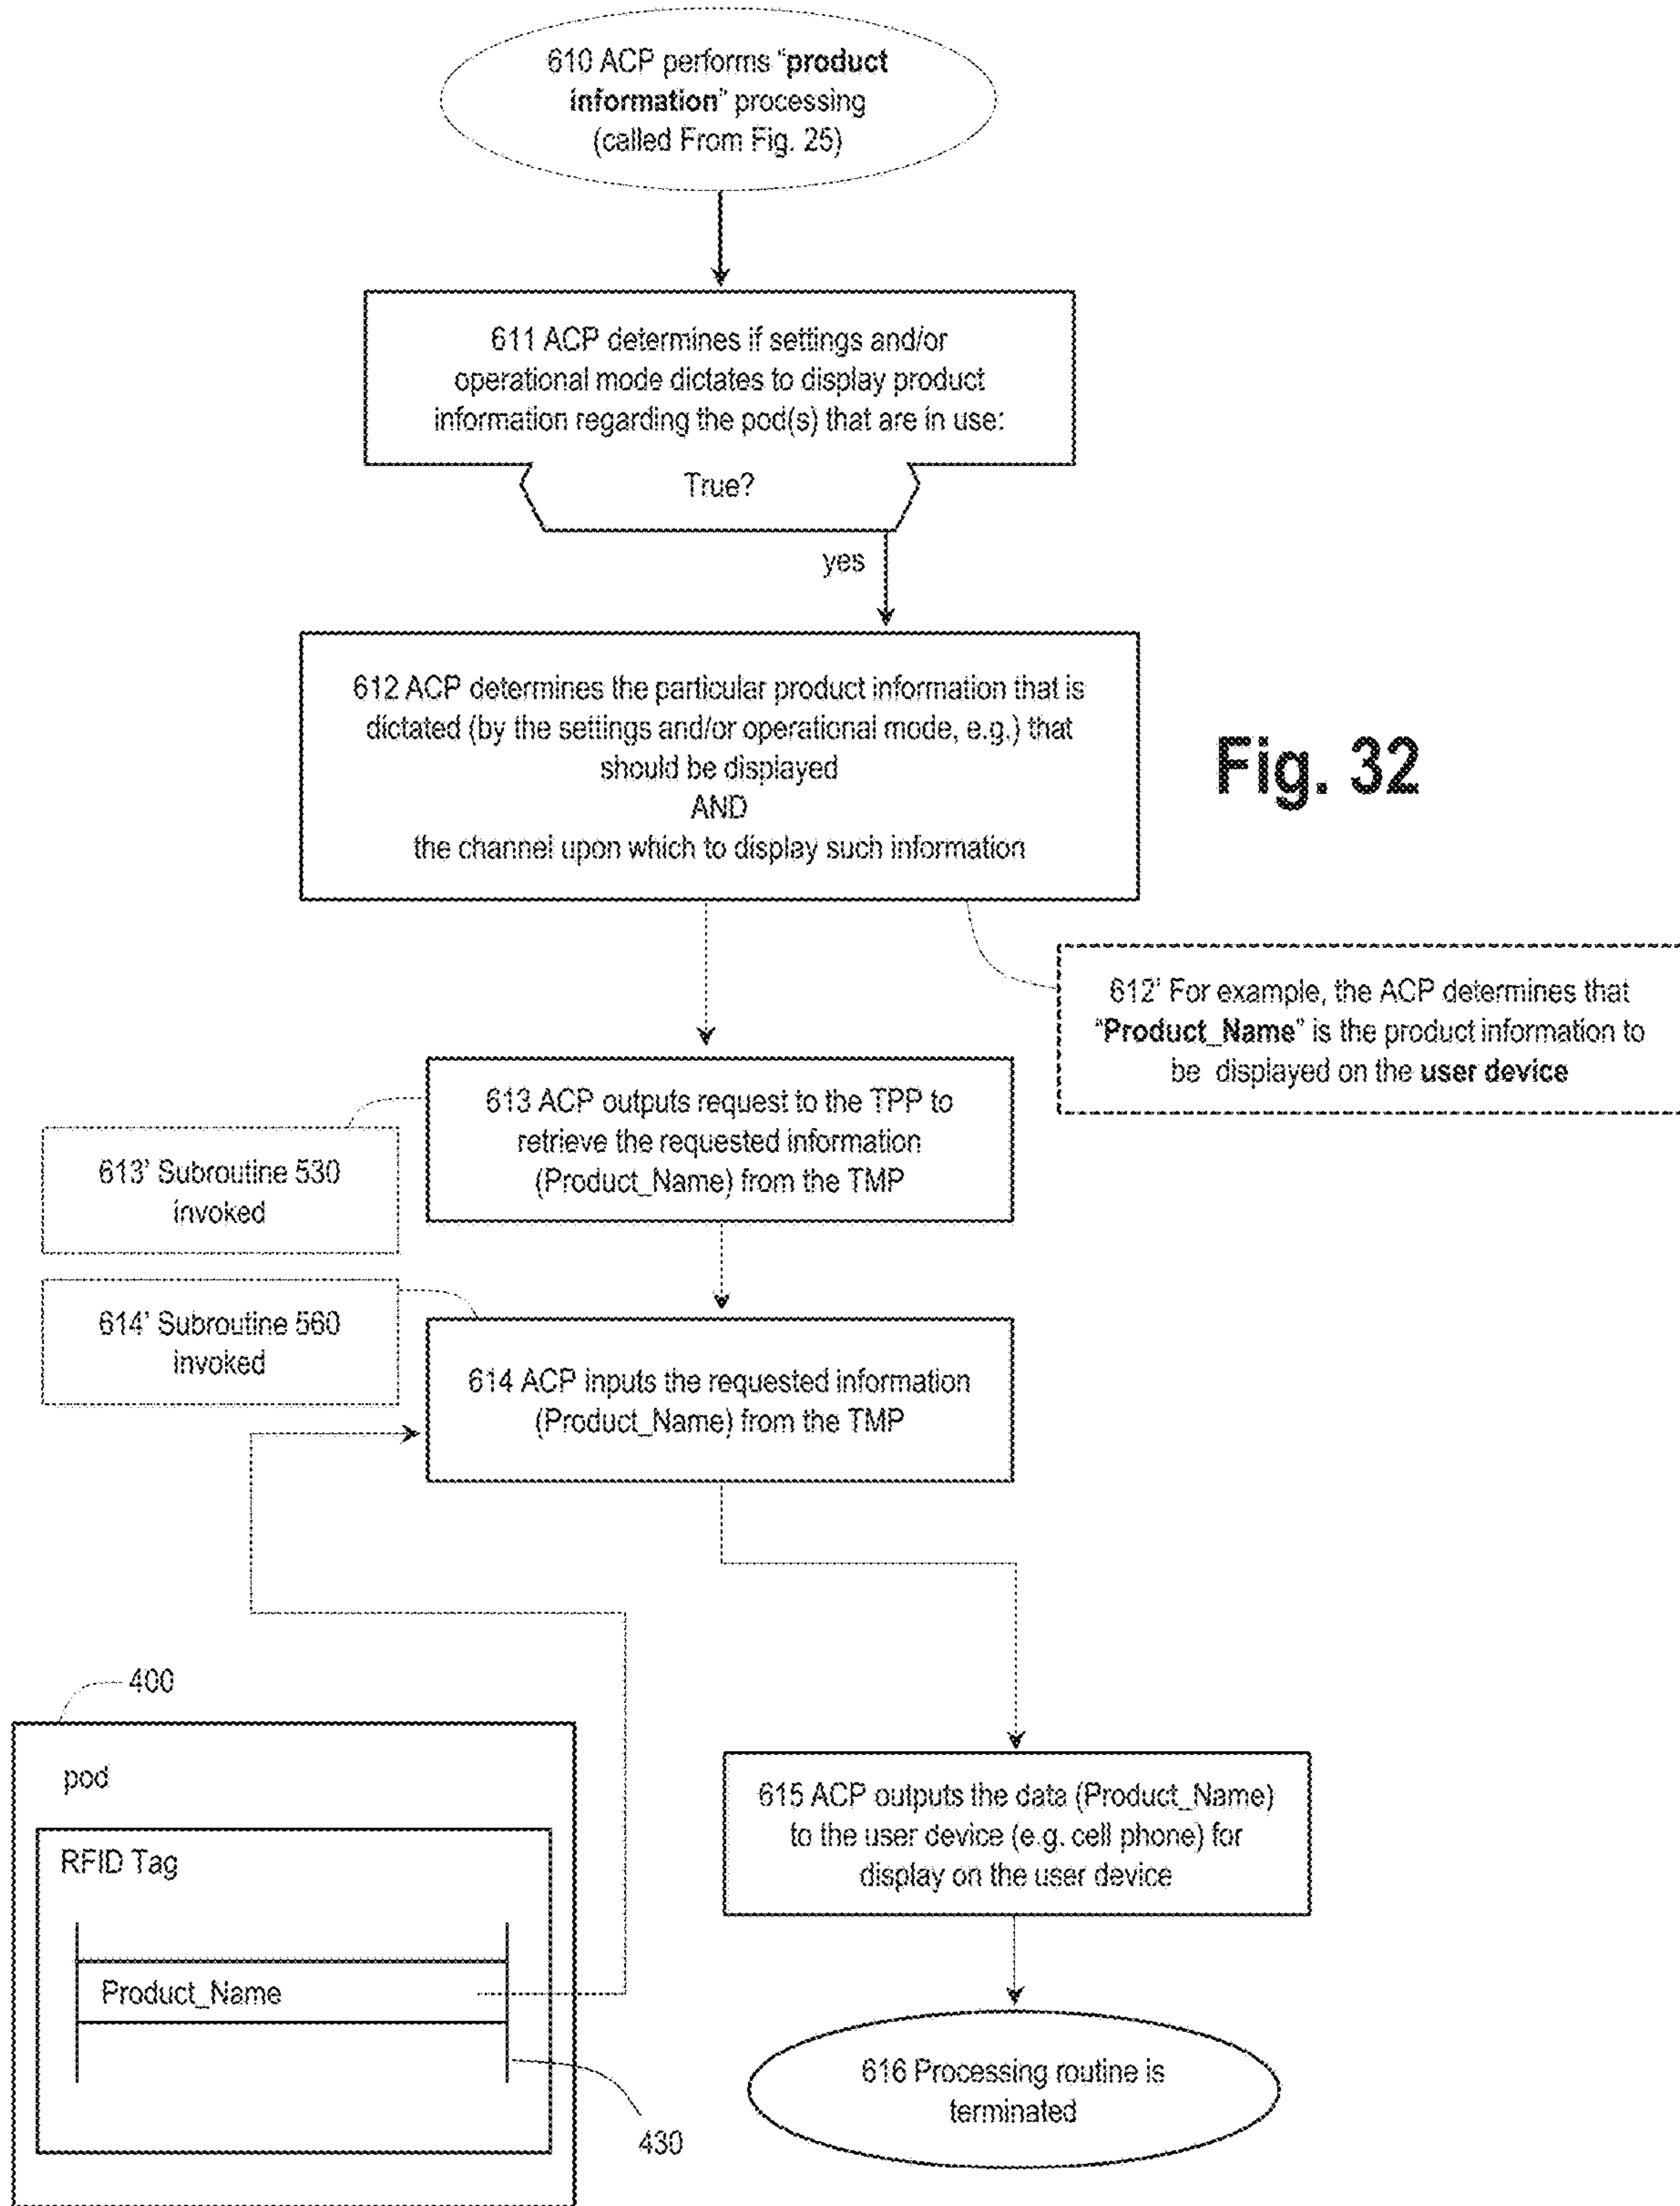 610 ACP performs "product
information" processing
(called From Fig. 25)
611 ACP determines if settings and/or
operational mode dictates to display product
information regarding the pod(s) that are in use:
True?
yes
612 ACP determines the particular product information that is
dictated (by the settings and/or operational mode, e.g.) that
should be displayed
AND
the channel upon which to display such information
Fig. 32
612' For example, the ACP determines that
"Product_Name" is the product information to
be displayed on the user device
613 ACP outputs request to the TPP to
retrieve the requested information
(Product_Name) from the TMP
613' Subroutine 530
invoked
614' Subroutine 560
invoked
614 ACP inputs the requested information
(Product_Name) from the TMP
400
pod
RFID Tag
Product_Name
430
615 ACP outputs the data (Product_Name)
to the user device (e.g. cell phone) for
display on the user device
616 Processing routine is
terminated